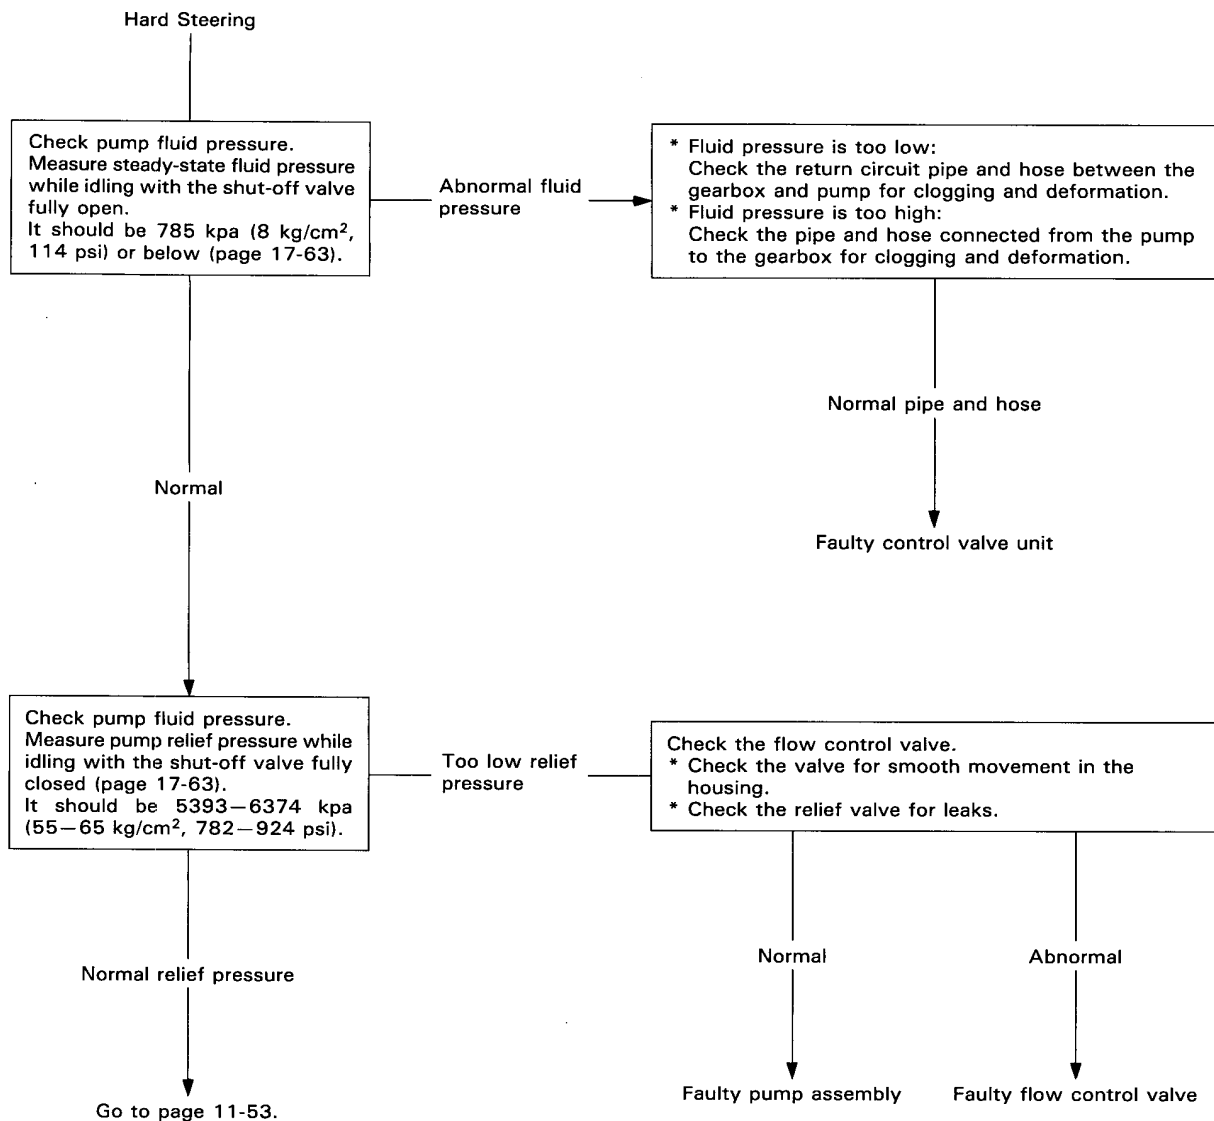 Hard Steering
Check pump fluid pressure.
Measure steady-state fluid pressure
while idling with the shut-off valve
fully open.
It should be 785 kpa (8 kg/cm²,
114 psi) or below (page 17-63).
Abnormal fluid
pressure
* Fluid pressure is too low:
Check the return circuit pipe and hose between the
gearbox and pump for clogging and deformation.
* Fluid pressure is too high:
Check the pipe and hose connected from the pump
to the gearbox for clogging and deformation.
Normal pipe and hose
Faulty control valve unit
Normal
Check pump fluid pressure.
Measure pump relief pressure while
idling with the shut-off valve fully
closed (page 17-63).
It should be 5393—6374 kpa
(55—65 kg/cm², 782—924 psi).
Too low relief
pressure
Check the flow control valve.
* Check the valve for smooth movement in the
housing.
* Check the relief valve for leaks.
Normal
Abnormal
Faulty pump assembly
Faulty flow control valve
Normal relief pressure
Go to page 11-53.